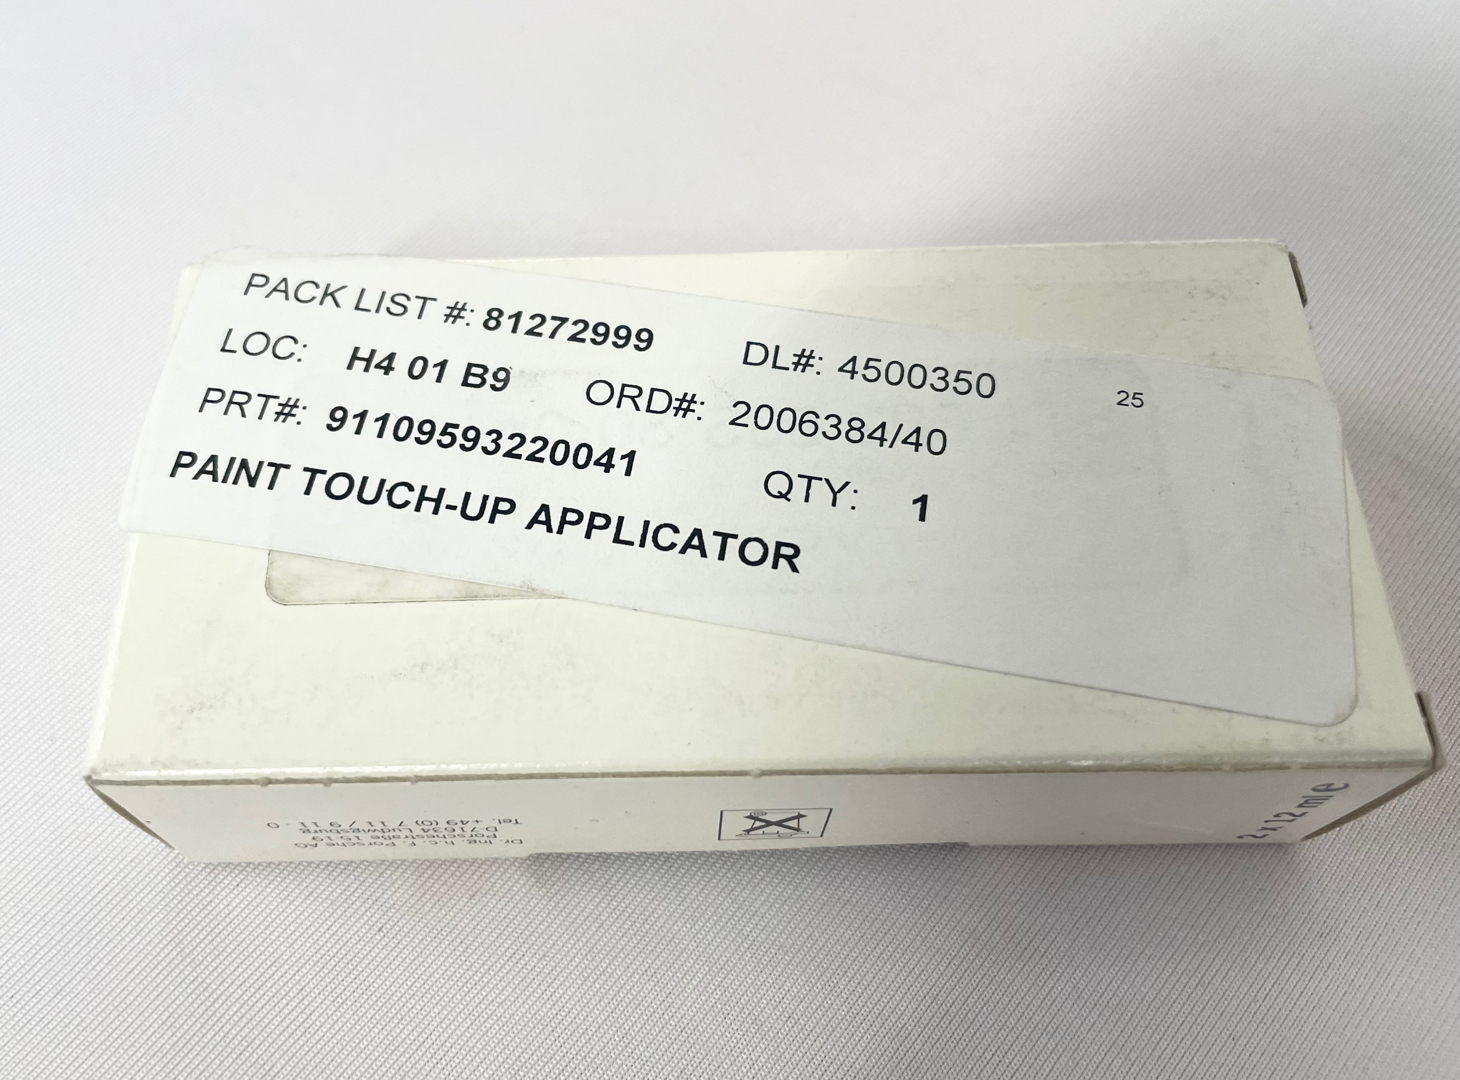 PACK LIST #: 81272999 DL#: 4500350 25
LOC: H4 01 B9 ORD#: 2006384/40
PRT#: 91109593220041 QTY: 1
PAINT TOUCH-UP APPLICATOR
2 x 12 ml e
Dr. Ing. h.c. F. Porsche AG
Porschestraße 15-19
D-71634 Ludwigsburg
Tel. +49 (0) 7 11 / 9 11 - 0